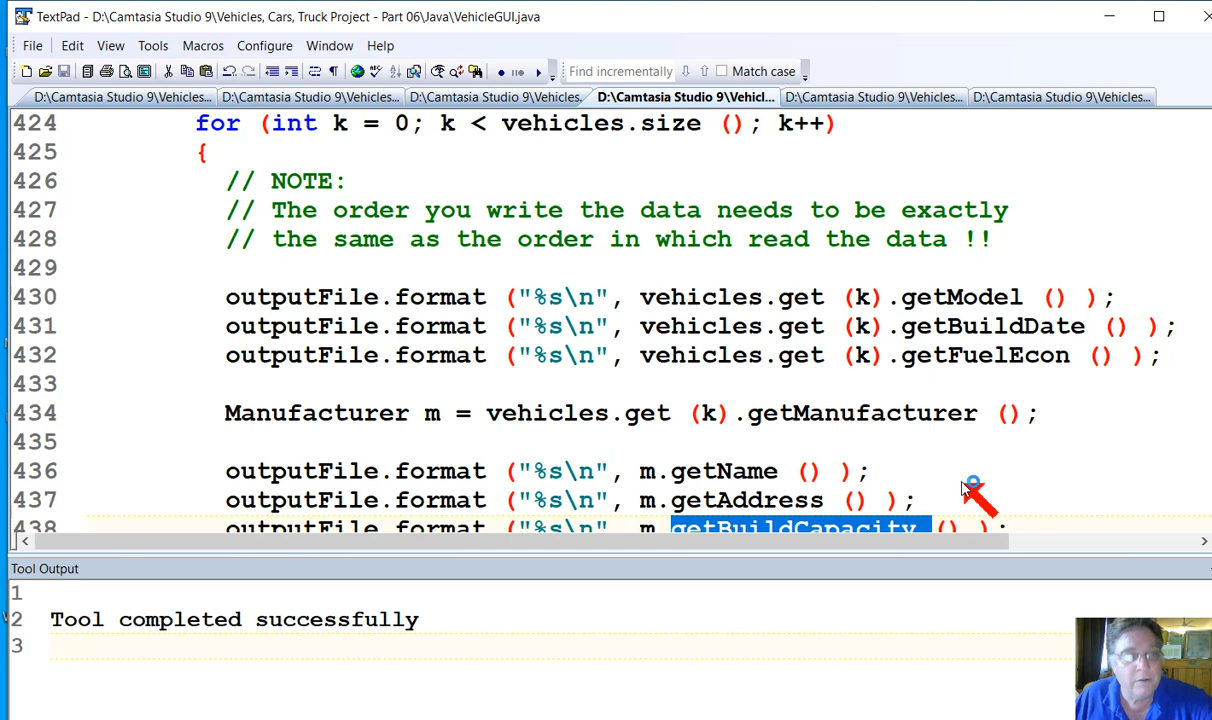 TextPad - D:\Camtasia Studio 9\Vehicles, Cars, Truck Project - Part 06\Java\VehicleGUI.java
File Edit View Tools Macros Configure Window Help
Find incrementally Match case
D:\Camtasia Studio 9\Vehicles... D:\Camtasia Studio 9\Vehicles... D:\Camtasia Studio 9\Vehicles. D:\Camtasia Studio 9\Vehicl... D:\Camtasia Studio 9\Vehicles... D:\Camtasia Studio 9\Vehicles...
424 for (int k = 0; k < vehicles.size (); k++)
425 {
426 // NOTE:
427 // The order you write the data needs to be exactly
428 // the same as the order in which read the data !!
429
430 outputFile.format ("%s\n", vehicles.get (k).getModel () );
431 outputFile.format ("%s\n", vehicles.get (k).getBuildDate () );
432 outputFile.format ("%s\n", vehicles.get (k).getFuelEcon () );
433
434 Manufacturer m = vehicles.get (k).getManufacturer ();
435
436 outputFile.format ("%s\n", m.getName () );
437 outputFile.format ("%s\n", m.getAddress () );
438 outputFile.format ("%s\n", m.getBuildCapacity () );
Tool Output
1
2 Tool completed successfully
3